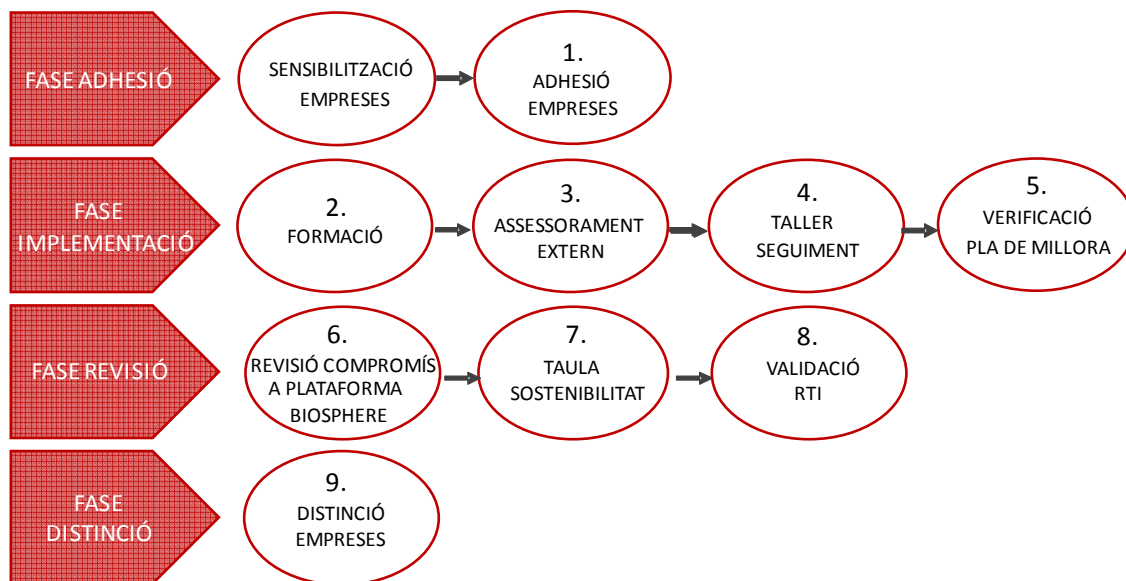 FASE ADHESIÓ
SENSIBILITZACIÓ
EMPRESES
1.
ADHESIÓ
EMPRESES
FASE
IMPLEMENTACIÓ
2.
FORMACIÓ
3.
ASSESSORAMENT
EXTERN
4.
TALLER
SEGUIMENT
5.
VERIFICACIÓ
PLA DE MILLORA
FASE REVISIÓ
6.
REVISIÓ COMPROMÍS
A PLATAFORMA
BIOSPHERE
7.
TAULA
SOSTENIBILITAT
8.
VALIDACIÓ
RTI
FASE
DISTINCIÓ
9.
DISTINCIÓ
EMPRESES